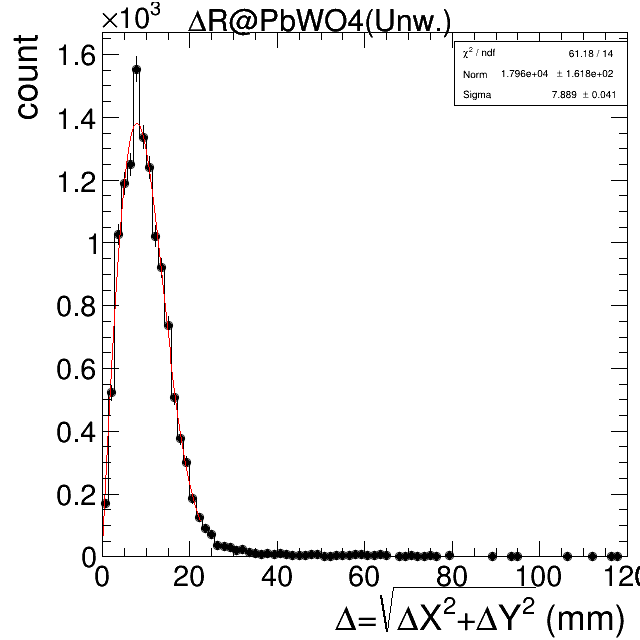 ×10³ ΔR@PbWO4(Unw.)
χ² / ndf 61.18 / 14
Norm 1.796e+04 ± 1.618e+02
Sigma 7.889 ± 0.041
count
1.6
1.4
1.2
1
0.8
0.6
0.4
0.2
0
0 20 40 60 80 100 120
Δ=√ΔX²+ΔY² (mm)